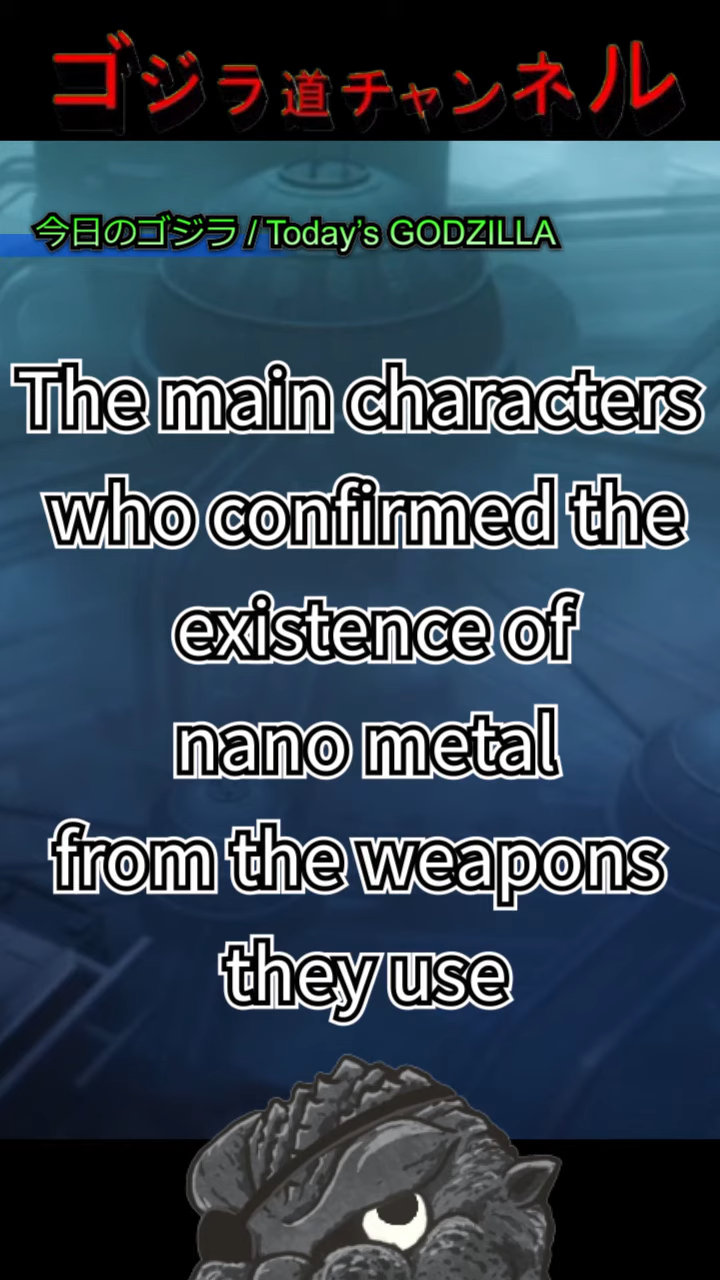 ゴジラ道チャンネル
今日のゴジラ / Today's GODZILLA
The main characters
who confirmed the
existence of
nano metal
from the weapons
they use